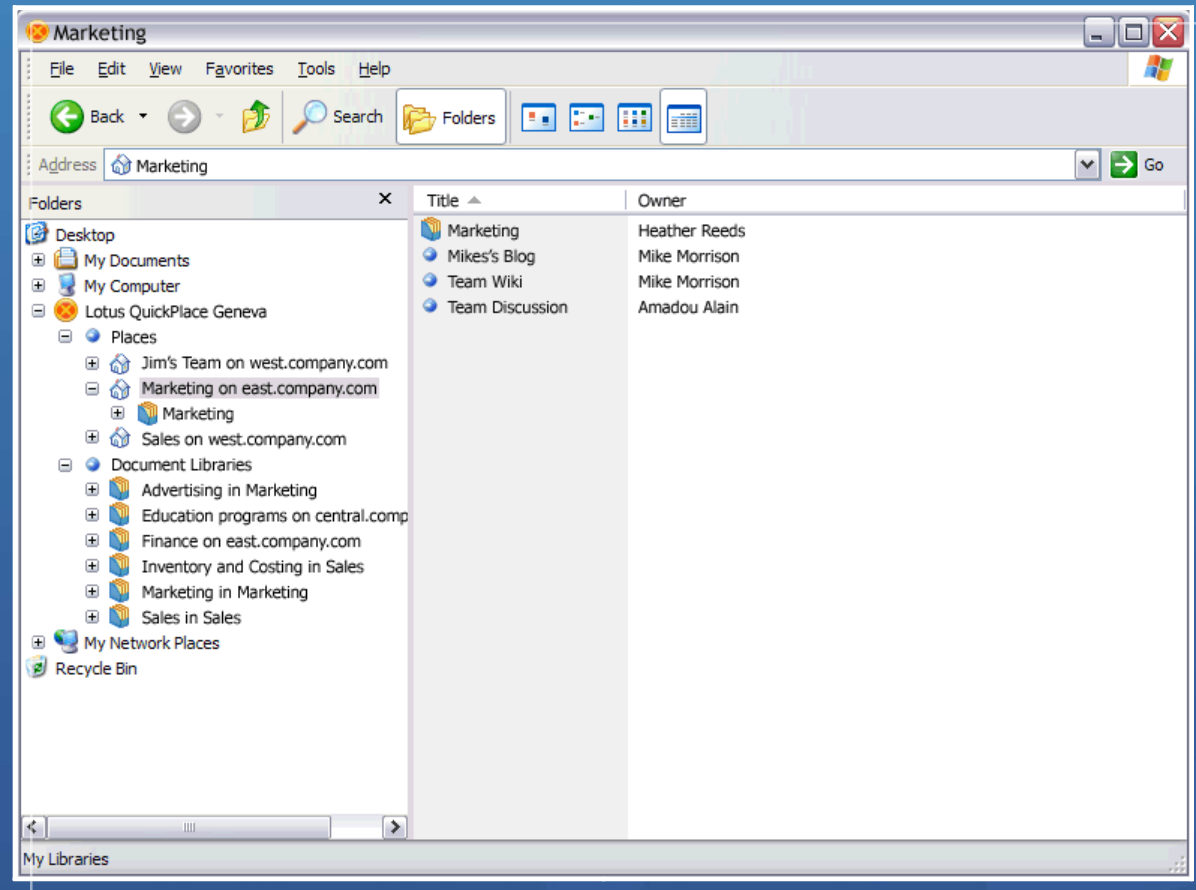 Marketing
File Edit View Favorites Tools Help
Back Search Folders
Address Marketing Go
Folders
Desktop
My Documents
My Computer
Lotus QuickPlace Geneva
Places
Jim's Team on west.company.com
Marketing on east.company.com
Marketing
Sales on west.company.com
Document Libraries
Advertising in Marketing
Education programs on central.comp
Finance on east.company.com
Inventory and Costing in Sales
Marketing in Marketing
Sales in Sales
My Network Places
Recycle Bin
Title Owner
Marketing Heather Reeds
Mikes's Blog Mike Morrison
Team Wiki Mike Morrison
Team Discussion Amadou Alain
My Libraries